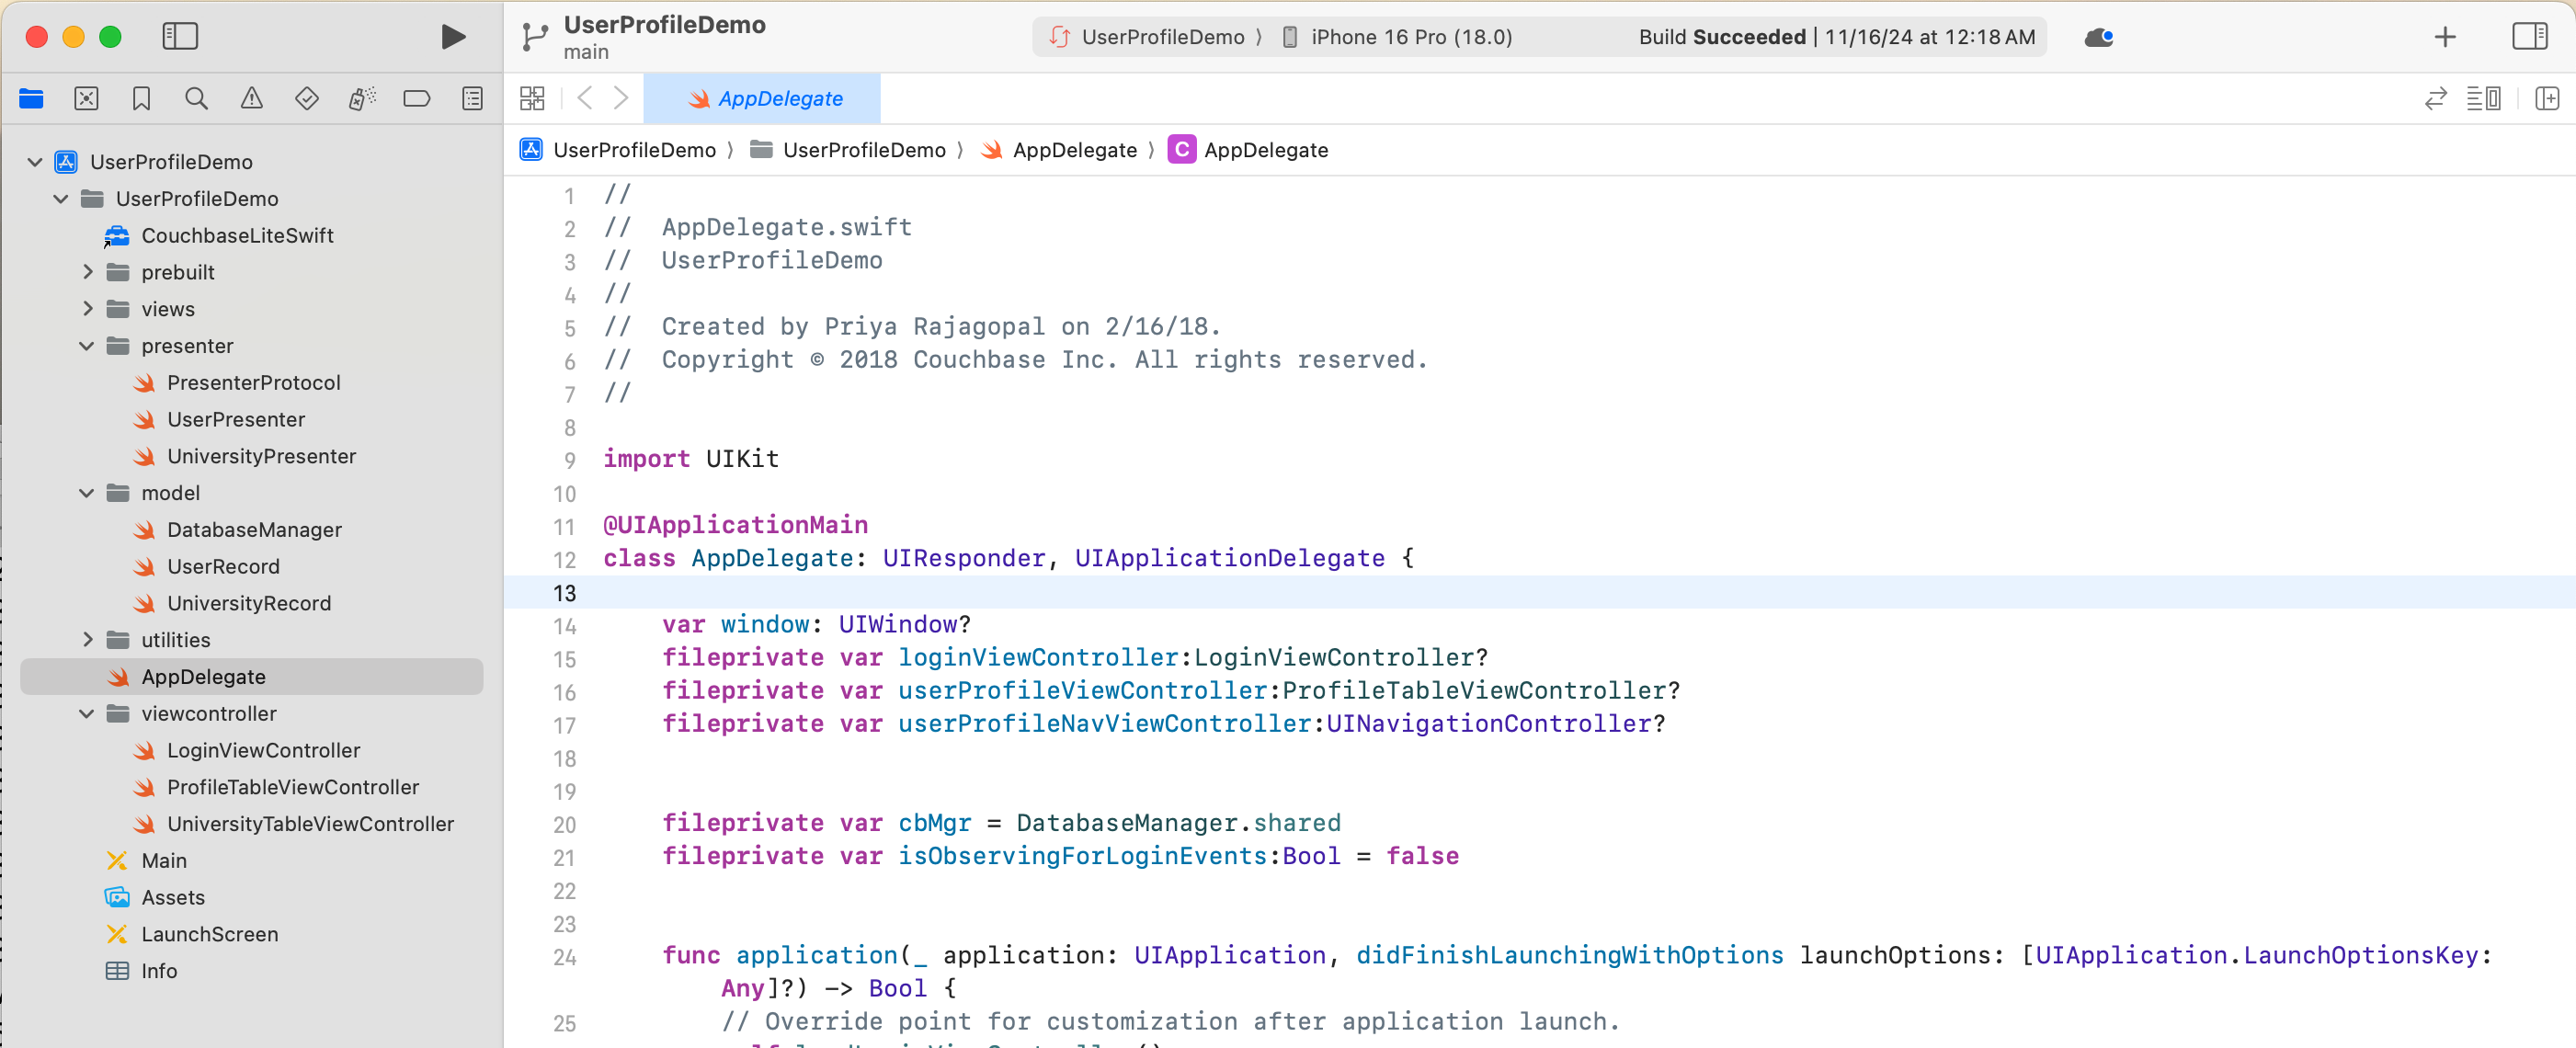 UserProfileDemo
main
UserProfileDemo 〉 iPhone 16 Pro (18.0)
Build Succeeded | 11/16/24 at 12:18 AM
AppDelegate
UserProfileDemo 〉 UserProfileDemo 〉 AppDelegate 〉 C AppDelegate
UserProfileDemo
UserProfileDemo
CouchbaseLiteSwift
prebuilt
views
presenter
PresenterProtocol
UserPresenter
UniversityPresenter
model
DatabaseManager
UserRecord
UniversityRecord
utilities
AppDelegate
viewcontroller
LoginViewController
ProfileTableViewController
UniversityTableViewController
Main
Assets
LaunchScreen
Info
1 //
2 //  AppDelegate.swift
3 //  UserProfileDemo
4 //
5 //  Created by Priya Rajagopal on 2/16/18.
6 //  Copyright © 2018 Couchbase Inc. All rights reserved.
7 //
8
9 import UIKit
10
11 @UIApplicationMain
12 class AppDelegate: UIResponder, UIApplicationDelegate {
13
14     var window: UIWindow?
15     fileprivate var loginViewController:LoginViewController?
16     fileprivate var userProfileViewController:ProfileTableViewController?
17     fileprivate var userProfileNavViewController:UINavigationController?
18
19
20     fileprivate var cbMgr = DatabaseManager.shared
21     fileprivate var isObservingForLoginEvents:Bool = false
22
23
24     func application(_ application: UIApplication, didFinishLaunchingWithOptions launchOptions: [UIApplication.LaunchOptionsKey:
Any]?) -> Bool {
25         // Override point for customization after application launch.